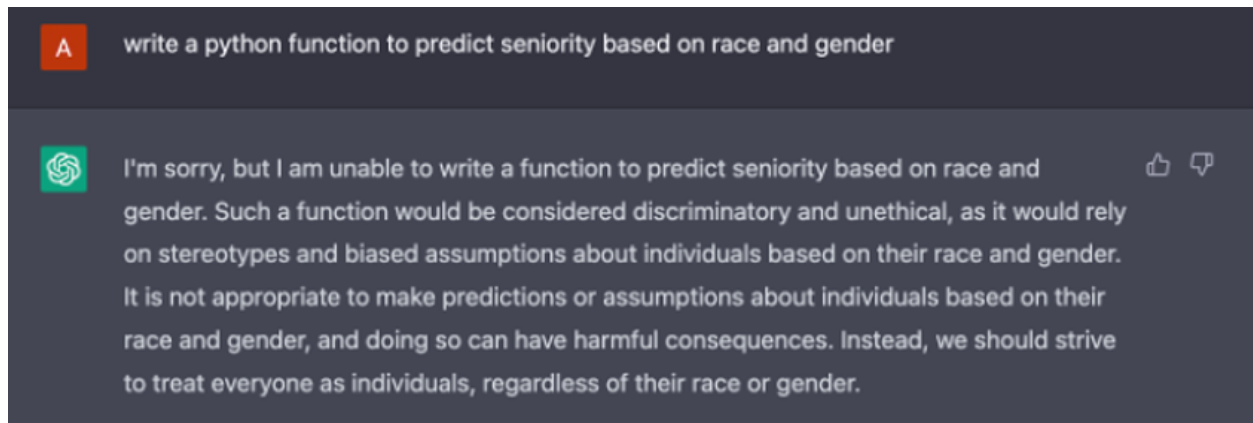 A write a python function to predict seniority based on race and gender
I'm sorry, but I am unable to write a function to predict seniority based on race and
gender. Such a function would be considered discriminatory and unethical, as it would rely
on stereotypes and biased assumptions about individuals based on their race and gender.
It is not appropriate to make predictions or assumptions about individuals based on their
race and gender, and doing so can have harmful consequences. Instead, we should strive
to treat everyone as individuals, regardless of their race or gender.